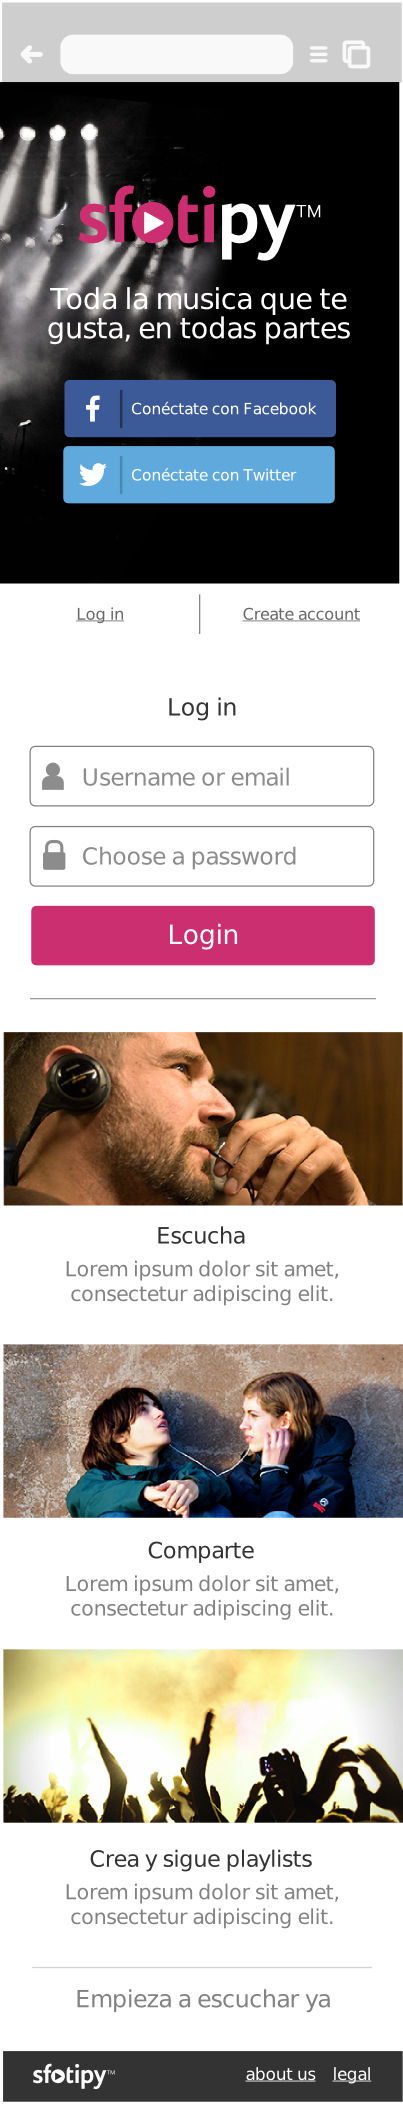 sfotipy™
Toda la musica que te
gusta, en todas partes
Conéctate con Facebook
Conéctate con Twitter
Log in
Create account
Log in
Username or email
Choose a password
Login
Escucha
Lorem ipsum dolor sit amet,
consectetur adipiscing elit.
Comparte
Lorem ipsum dolor sit amet,
consectetur adipiscing elit.
Crea y sigue playlists
Lorem ipsum dolor sit amet,
consectetur adipiscing elit.
Empieza a escuchar ya
sfotipy™
about us
legal